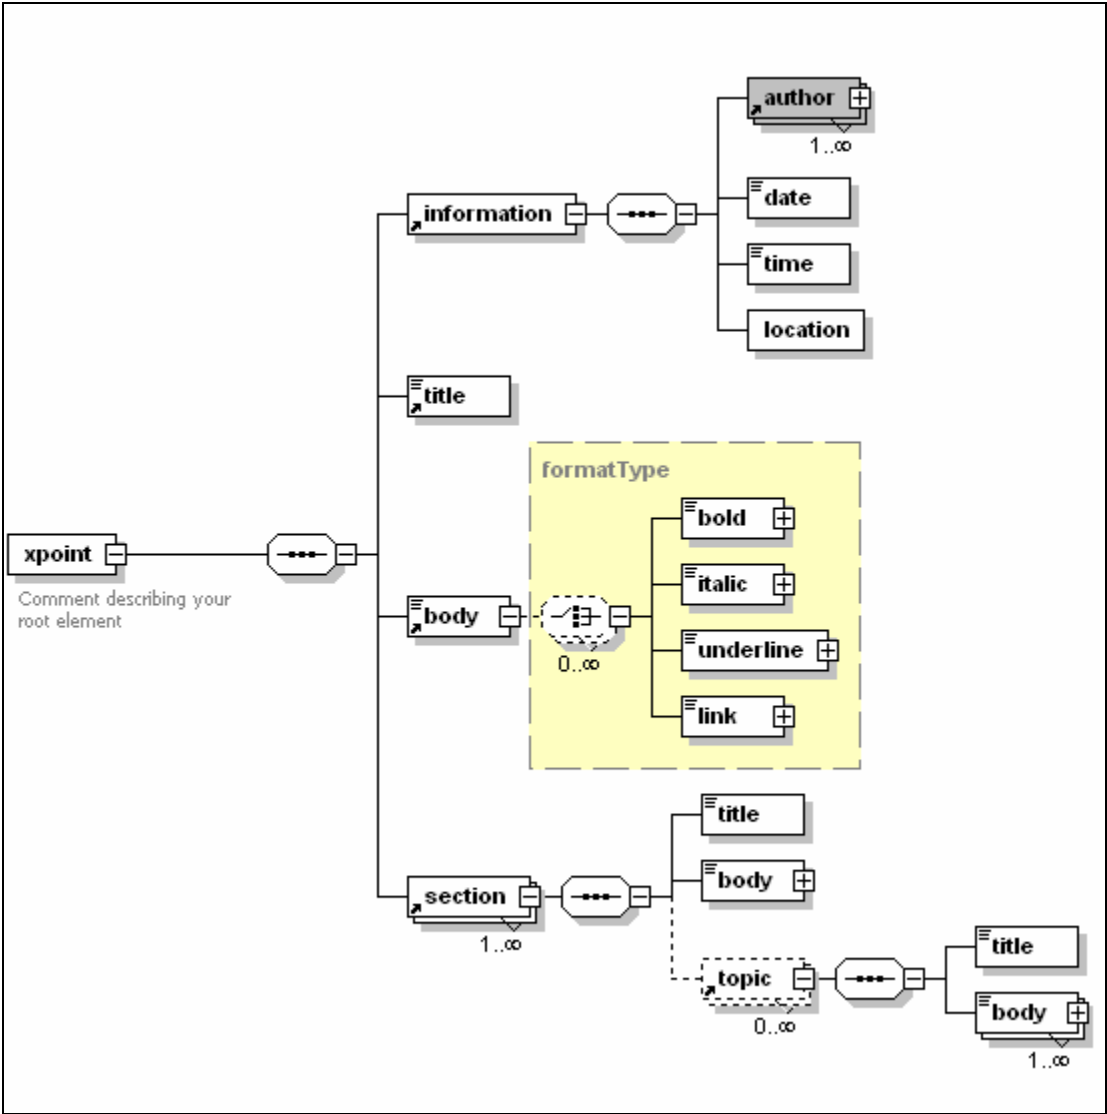 author
1..∞
information
date
time
location
title
formatType
bold
xpoint
Comment describing your
root element
italic
body
underline
0..∞
link
title
body
section
1..∞
title
topic
0..∞
body
1..∞